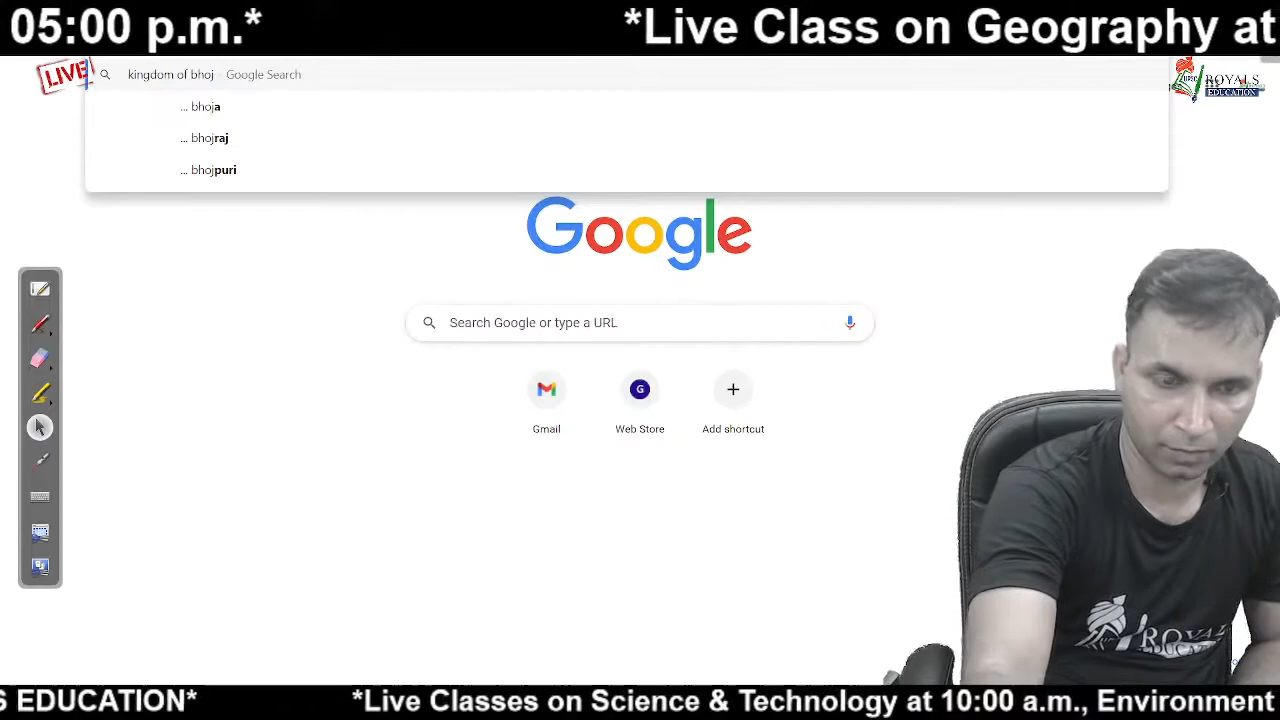 05:00 p.m.* *Live Class on Geography at
LIVE
kingdom of bhoj - Google Search
... bhoja
... bhojraj
... bhojpuri
ROYALS
EDUCATION
Google
Search Google or type a URL
G
Gmail
Web Store
Add shortcut
ROYALS
S EDUCATION* *Live Classes on Science & Technology at 10:00 a.m., Environment